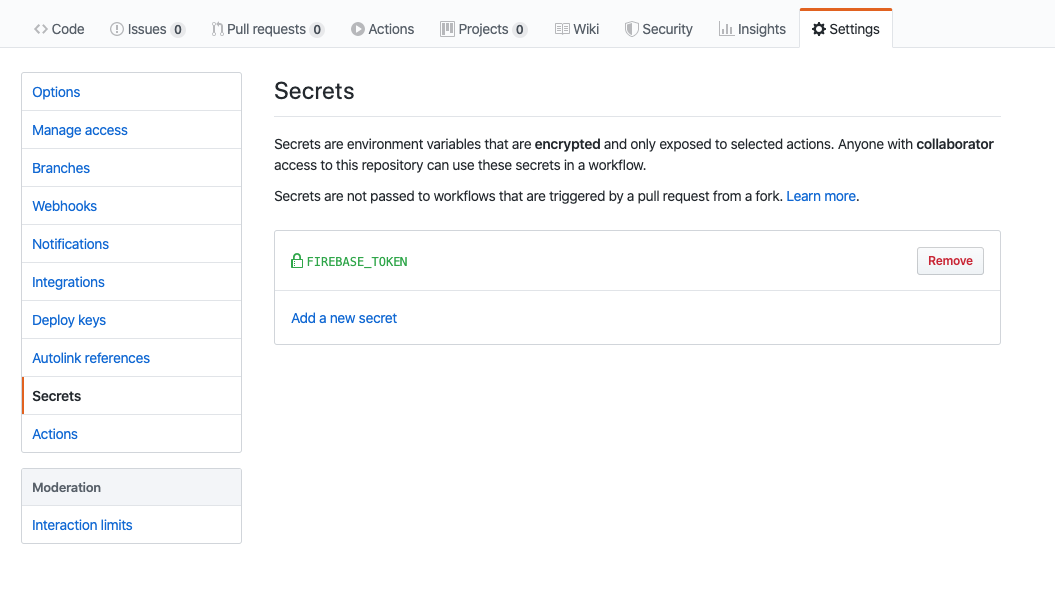 Code Issues 0 Pull requests 0 Actions Projects 0 Wiki Security Insights Settings
Options
Manage access
Branches
Webhooks
Notifications
Integrations
Deploy keys
Autolink references
Secrets
Actions
Moderation
Interaction limits
Secrets
Secrets are environment variables that are encrypted and only exposed to selected actions. Anyone with collaborator
access to this repository can use these secrets in a workflow.
Secrets are not passed to workflows that are triggered by a pull request from a fork. Learn more.
FIREBASE_TOKEN Remove
Add a new secret